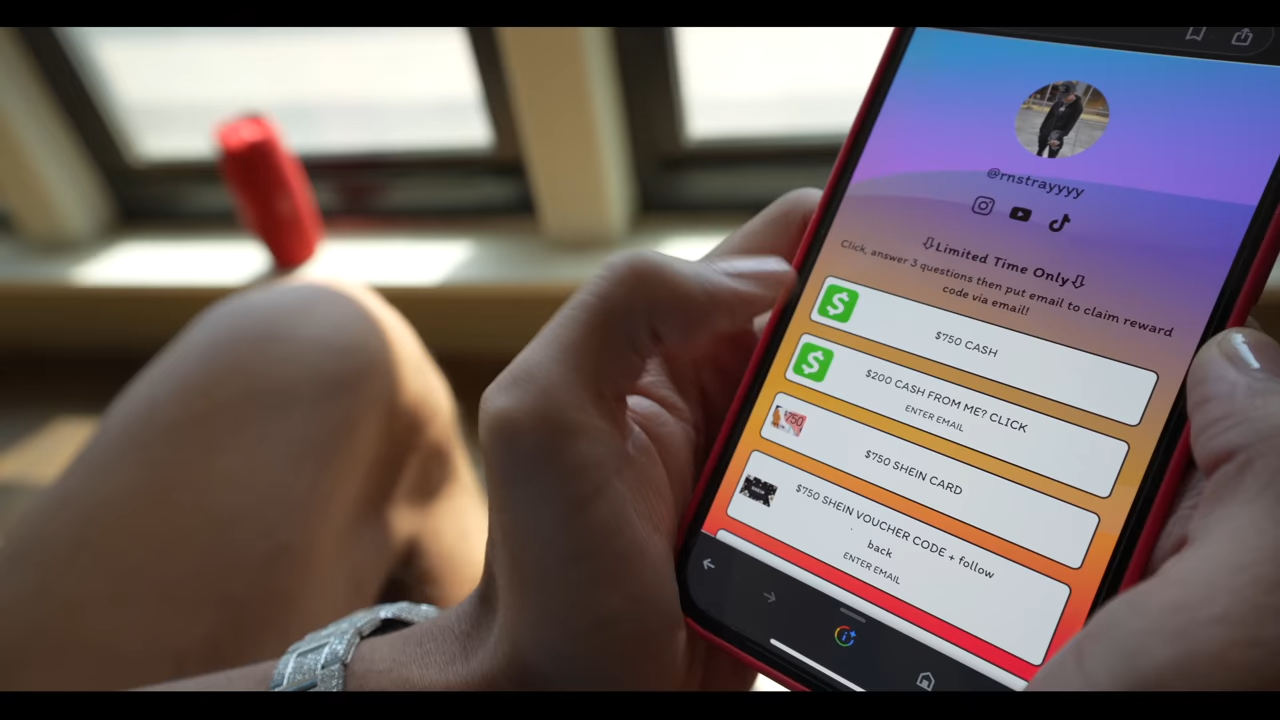 @rnstrayyyy
⇩Limited Time Only⇩
Click, answer 3 questions then put email to claim reward
code via email!
$750 CASH
$200 CASH FROM ME? CLICK
ENTER EMAIL
$750
$750 SHEIN CARD
$750 SHEIN VOUCHER CODE + follow
back
ENTER EMAIL